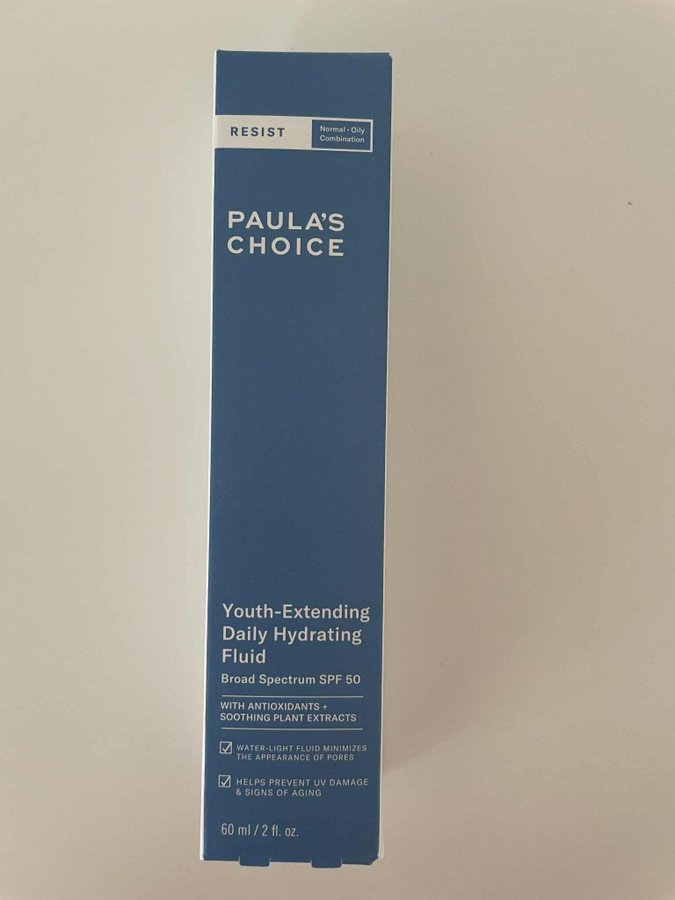 RESIST
Normal • Oily
Combination
PAULA'S
CHOICE
Youth-Extending
Daily Hydrating
Fluid
Broad Spectrum SPF 50
WITH ANTIOXIDANTS +
SOOTHING PLANT EXTRACTS
WATER-LIGHT FLUID MINIMIZES
THE APPEARANCE OF PORES
HELPS PREVENT UV DAMAGE
& SIGNS OF AGING
60 ml / 2 fl. oz.